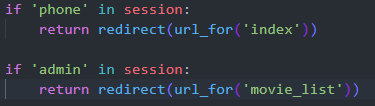 if 'phone' in session:
    return redirect(url_for('index'))
if 'admin' in session:
    return redirect(url_for('movie_list'))